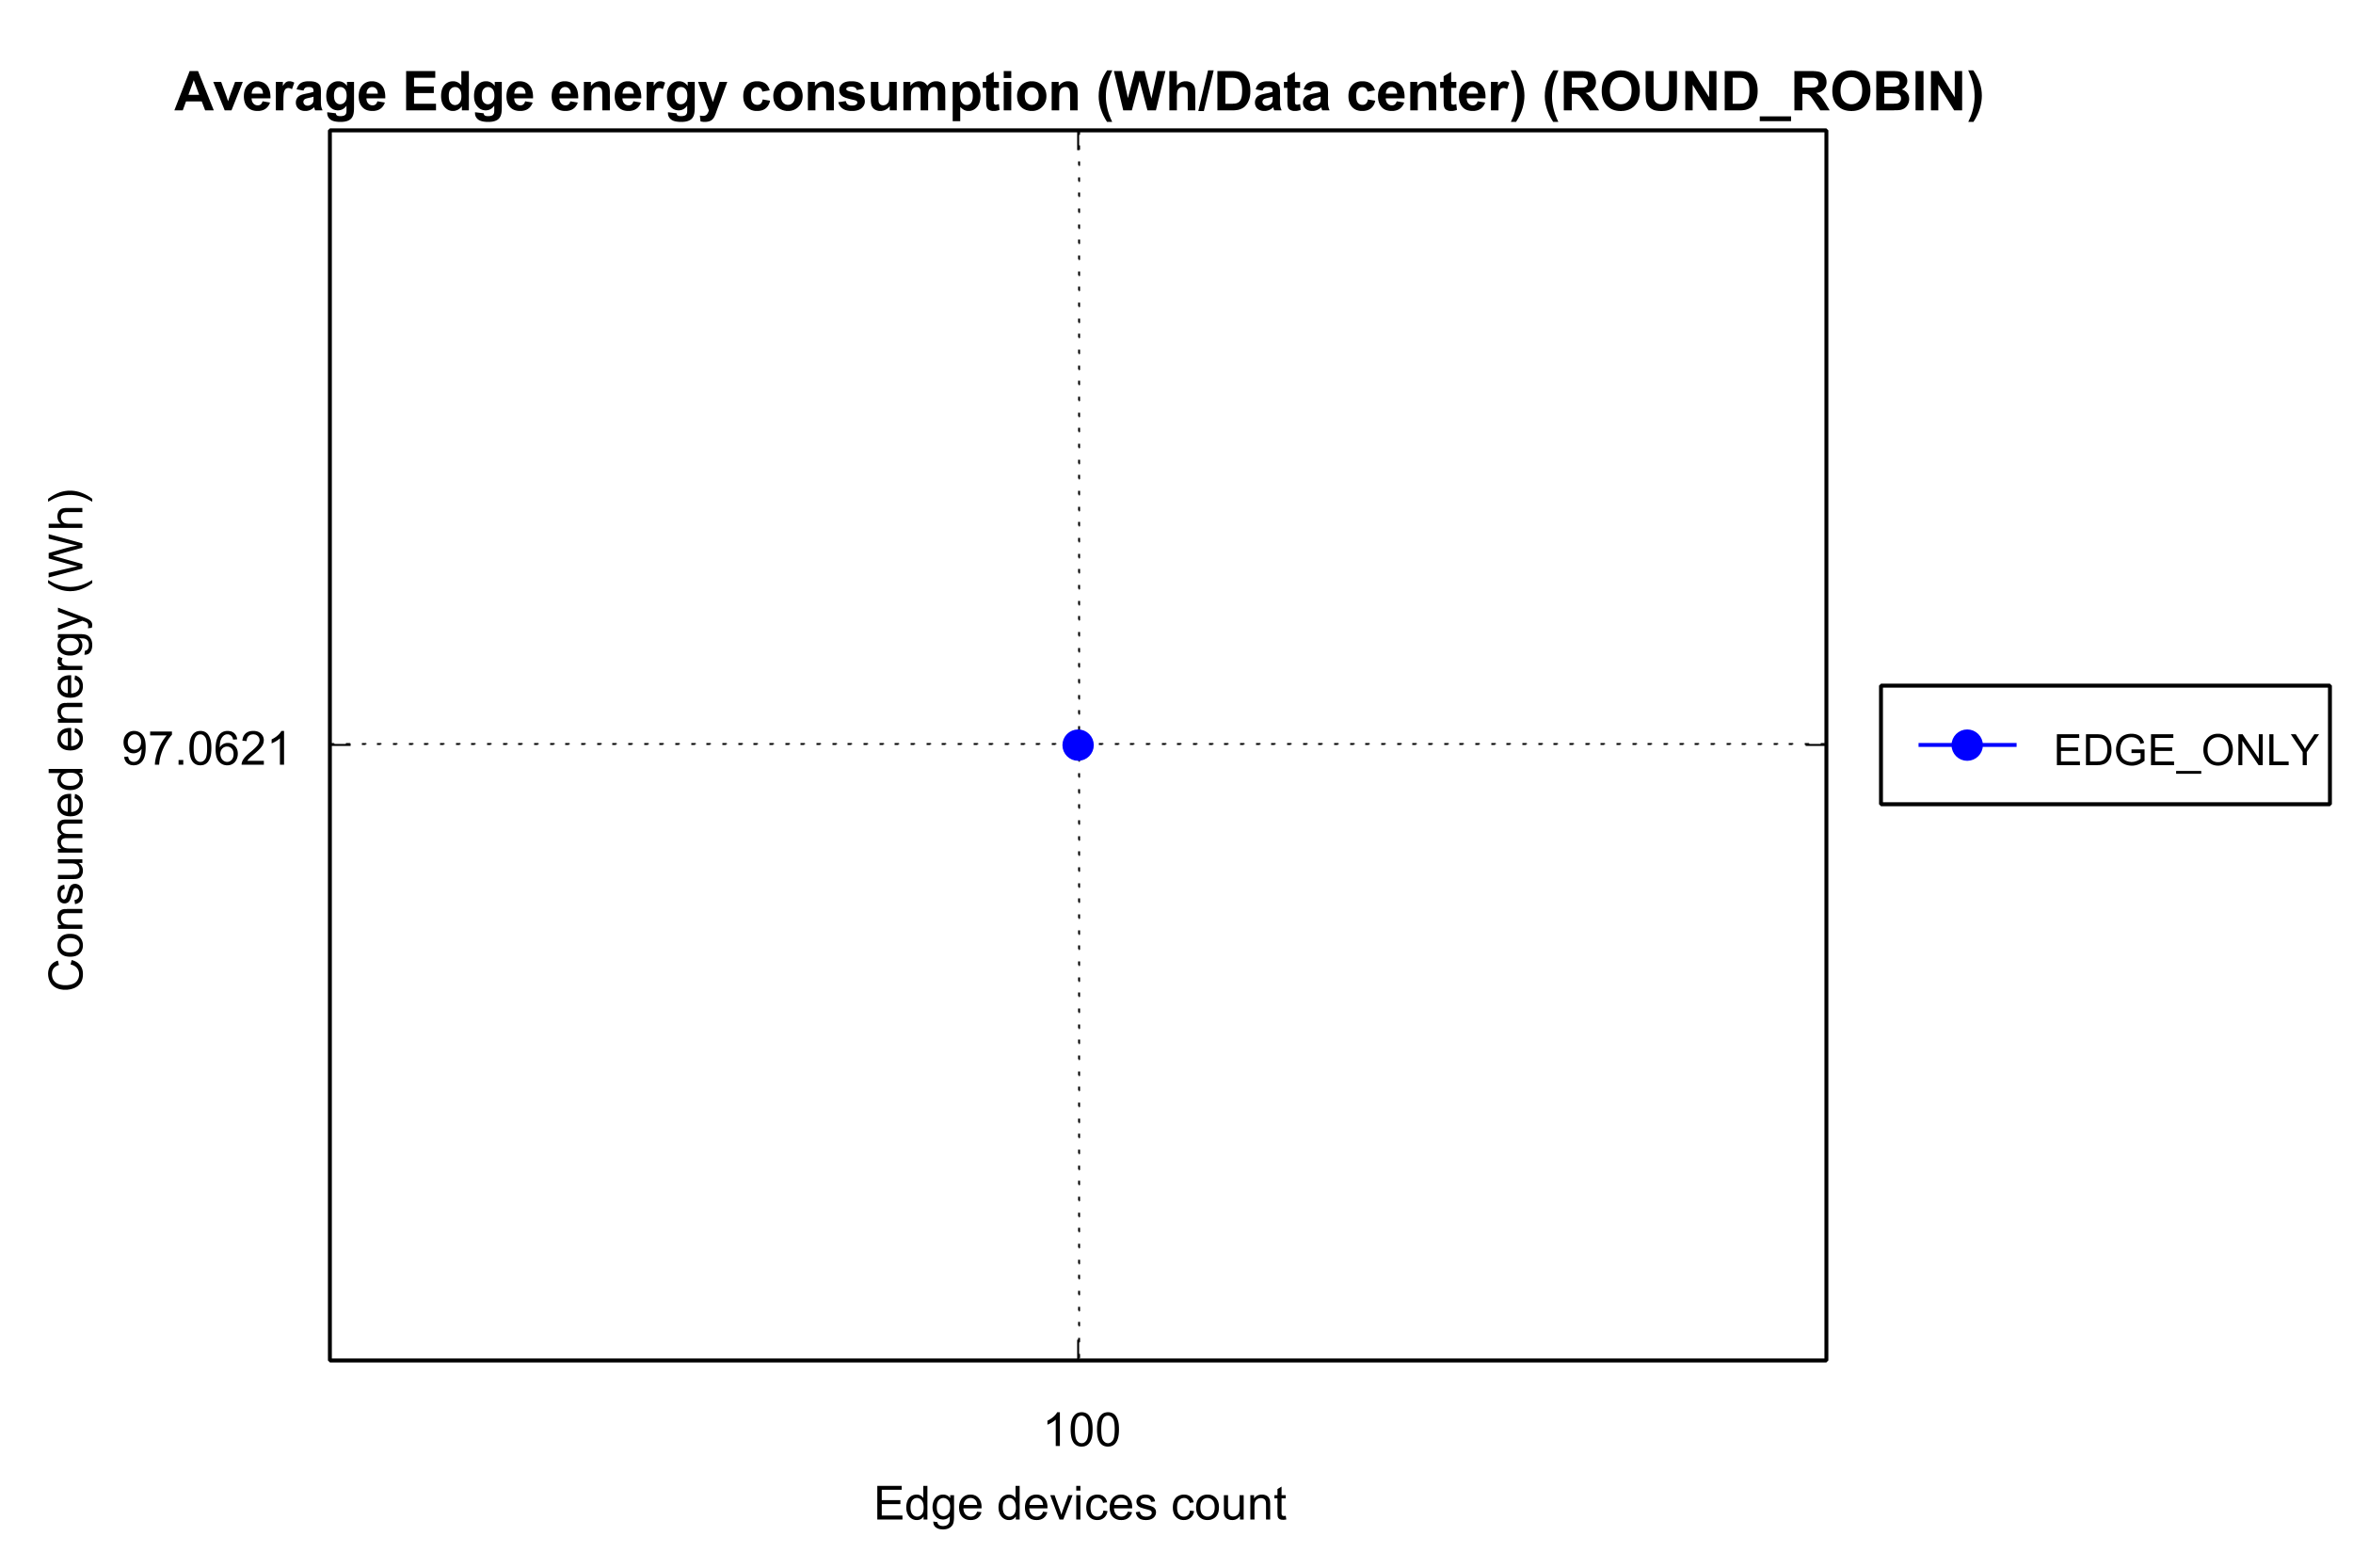 Average Edge energy consumption (Wh/Data center) (ROUND_ROBIN)
Consumed energy (Wh)
97.0621
EDGE_ONLY
100
Edge devices count